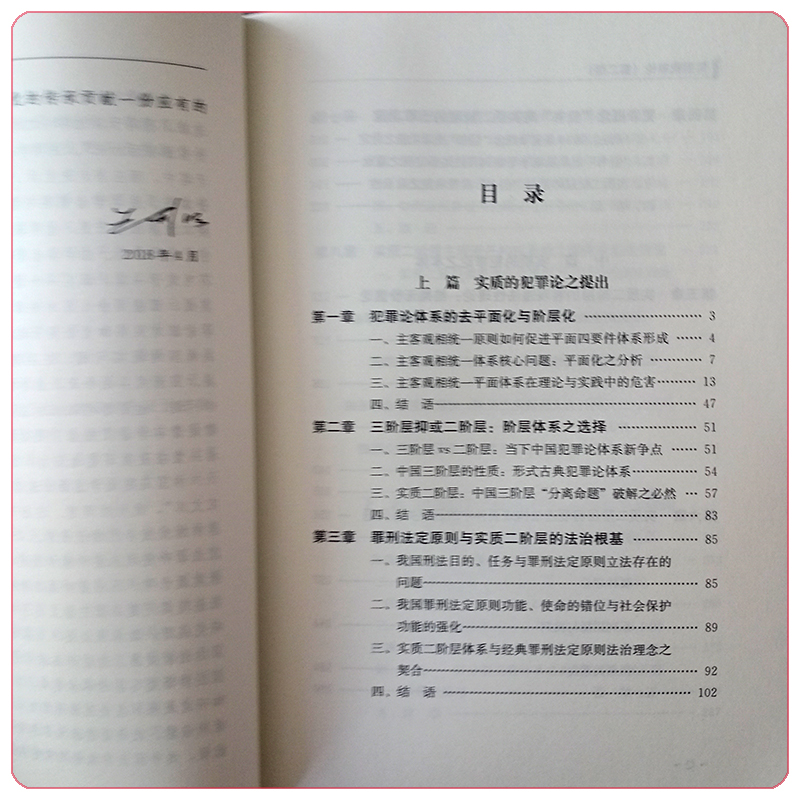 2018年4月
目 录
上 篇 实质的犯罪论之提出
第一章 犯罪论体系的去平面化与阶层化 …… 3
一、主客观相统一原则如何促进平面四要件体系形成 …… 4
二、主客观相统一体系核心问题：平面化之分析 …… 7
三、主客观相统一平面体系在理论与实践中的危害 …… 13
四、结 语 …… 47
第二章 三阶层抑或二阶层：阶层体系之选择 …… 51
一、三阶层vs二阶层：当下中国犯罪论体系新争点 …… 51
二、中国三阶层的性质：形式古典犯罪论体系 …… 54
三、实质二阶层：中国三阶层“分离命题”破解之必然 … 57
四、结 语 …… 83
第三章 罪刑法定原则与实质二阶层的法治根基 …… 85
一、我国刑法目的、任务与罪刑法定原则立法存在的
问题 …… 85
二、我国罪刑法定原则功能、使命的错位与社会保护
功能的强化 …… 89
三、实质二阶层体系与经典罪刑法定原则法治理念之
契合 …… 92
四、结 语 …… 102